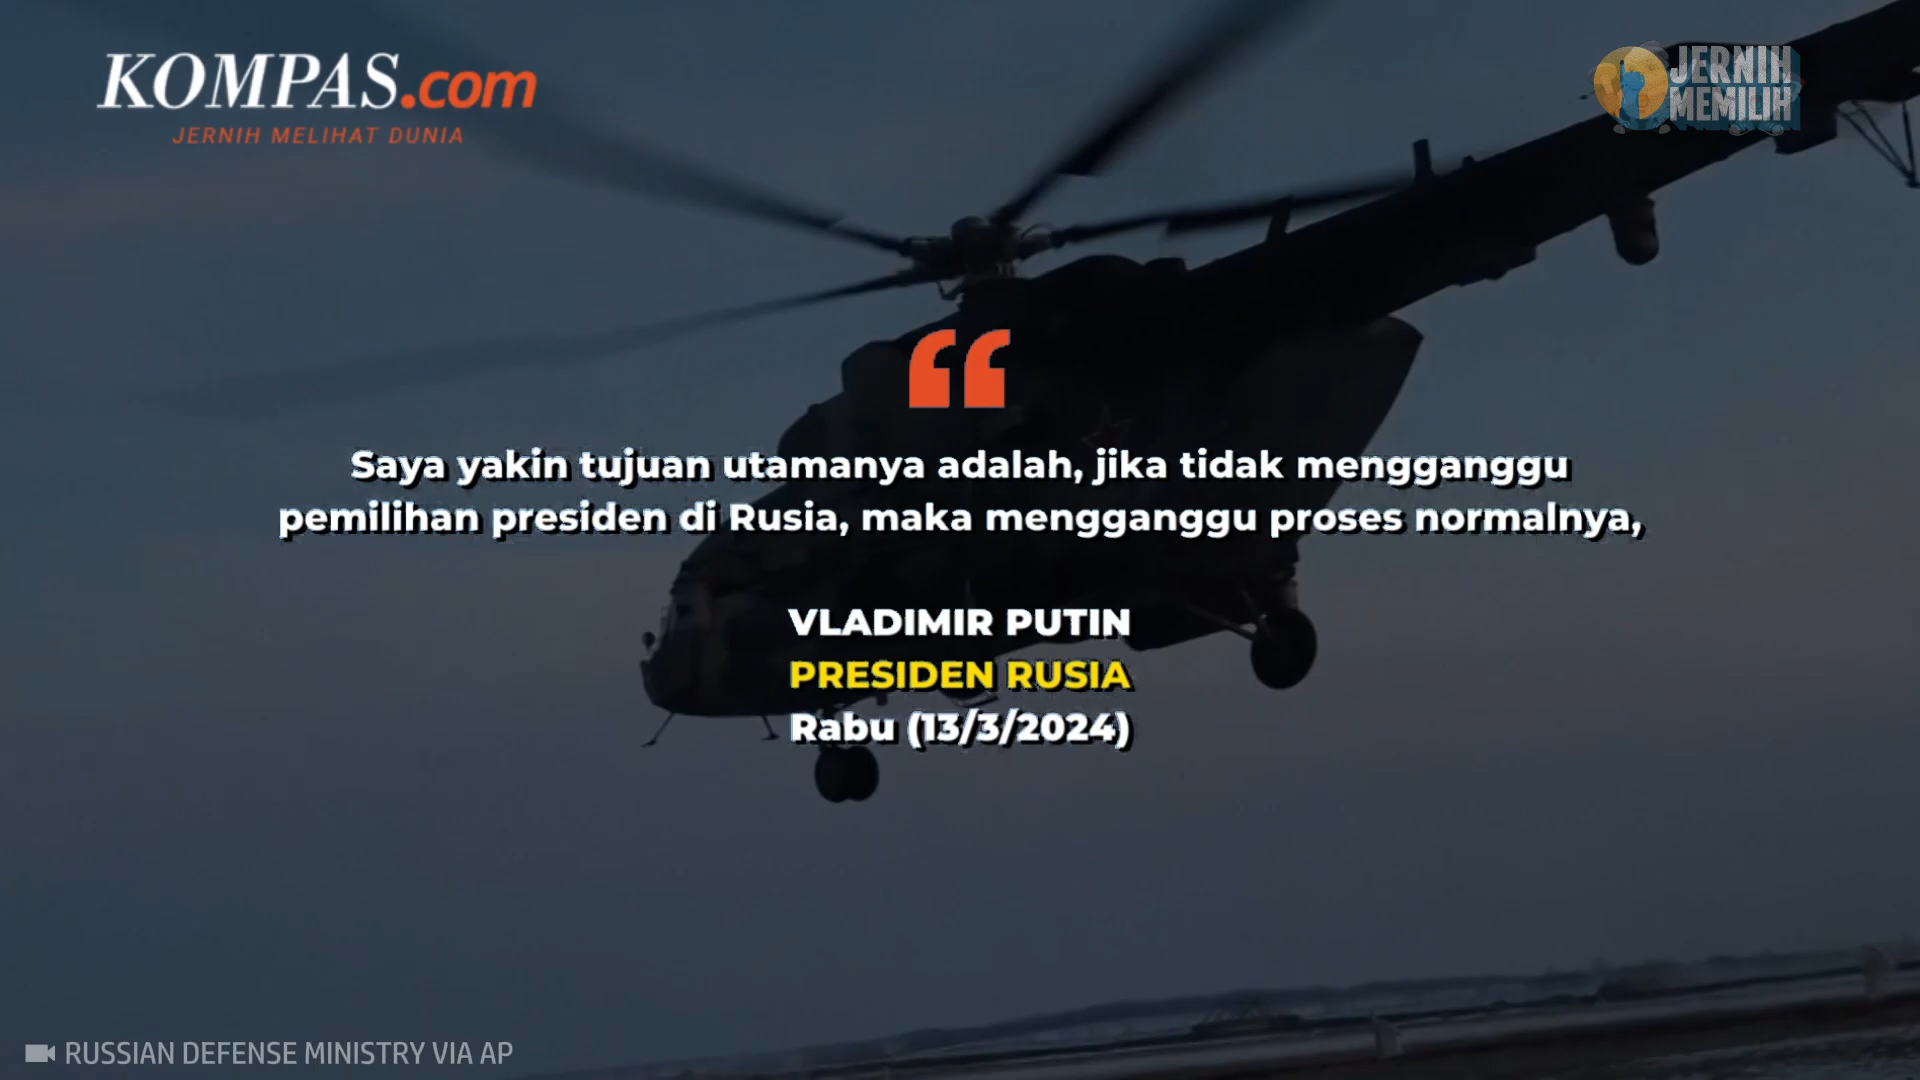 KOMPAS.com
JERNIH MELIHAT DUNIA
JERNIH
MEMILIH
“
Saya yakin tujuan utamanya adalah, jika tidak mengganggu
pemilihan presiden di Rusia, maka mengganggu proses normalnya,
VLADIMIR PUTIN
PRESIDEN RUSIA
Rabu (13/3/2024)
RUSSIAN DEFENSE MINISTRY VIA AP